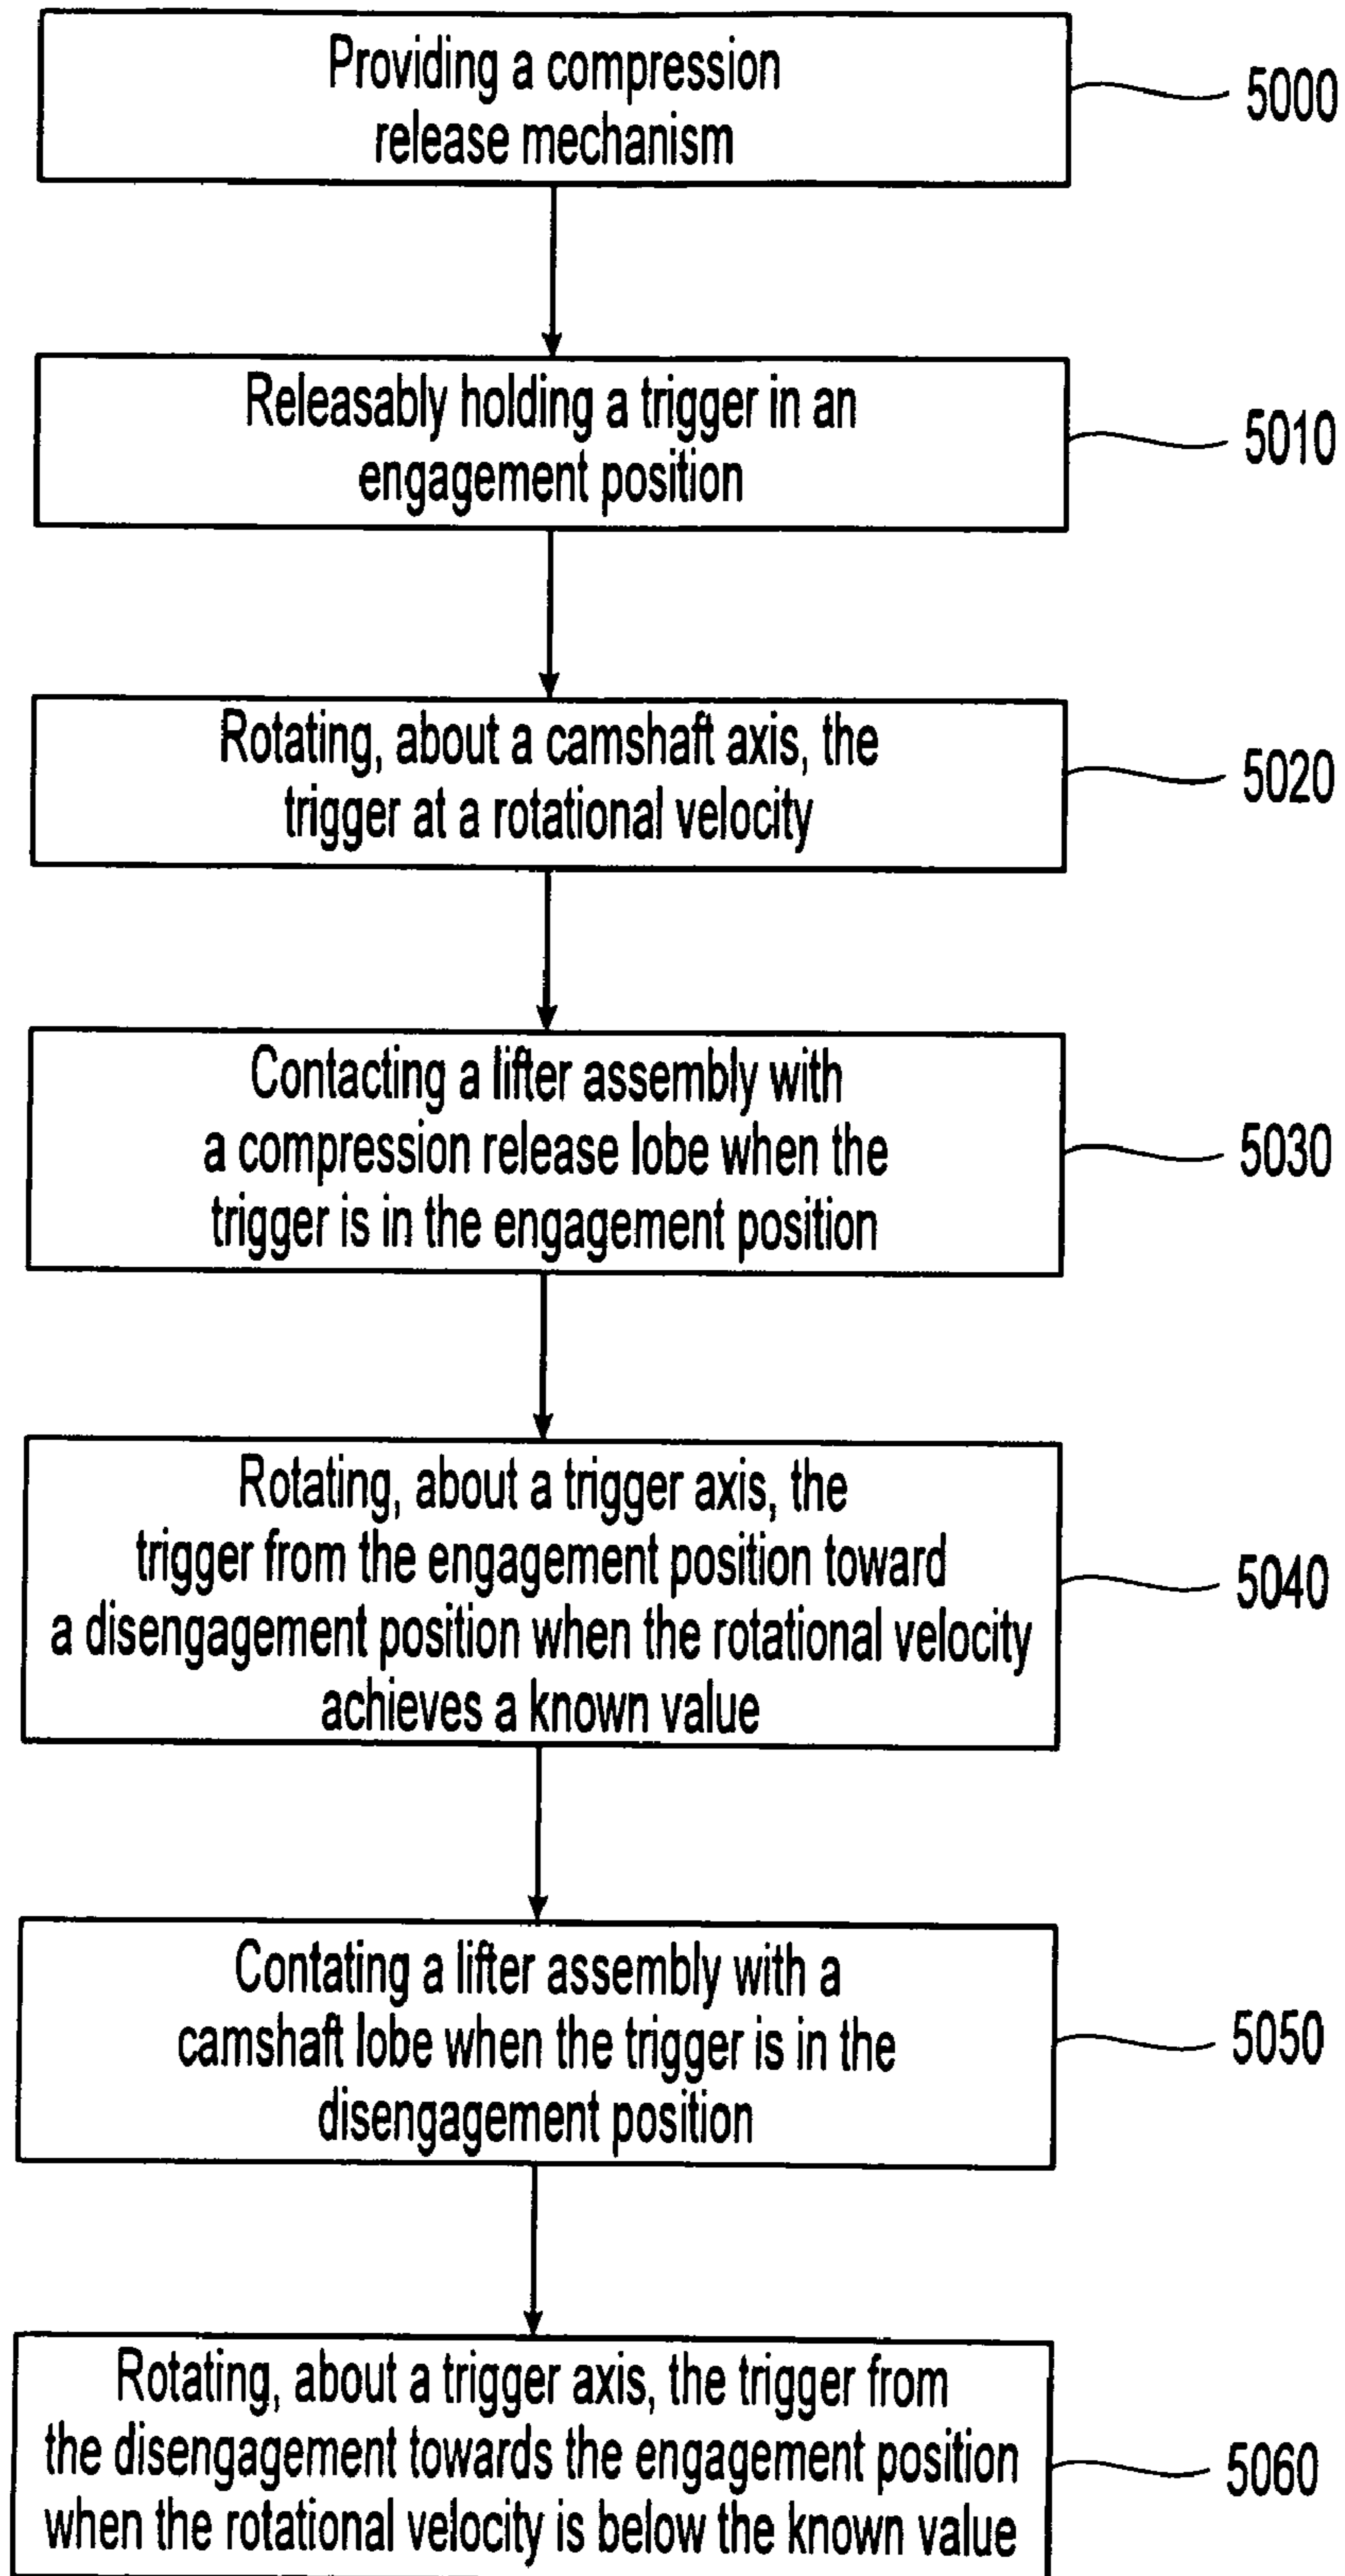 Providing a compression
release mechanism
5000
Releasably holding a trigger in an
engagement position
5010
Rotating, about a camshaft axis, the
trigger at a rotational velocity
5020
Contacting a lifter assembly with
a compression release lobe when the
trigger is in the engagement position
5030
Rotating, about a trigger axis, the
trigger from the engagement position toward
a disengagement position when the rotational velocity
achieves a known value
5040
Contating a lifter assembly with a
camshaft lobe when the trigger is in the
disengagement position
5050
Rotating, about a trigger axis, the trigger from
the disengagement towards the engagement position
when the rotational velocity is below the known value
5060